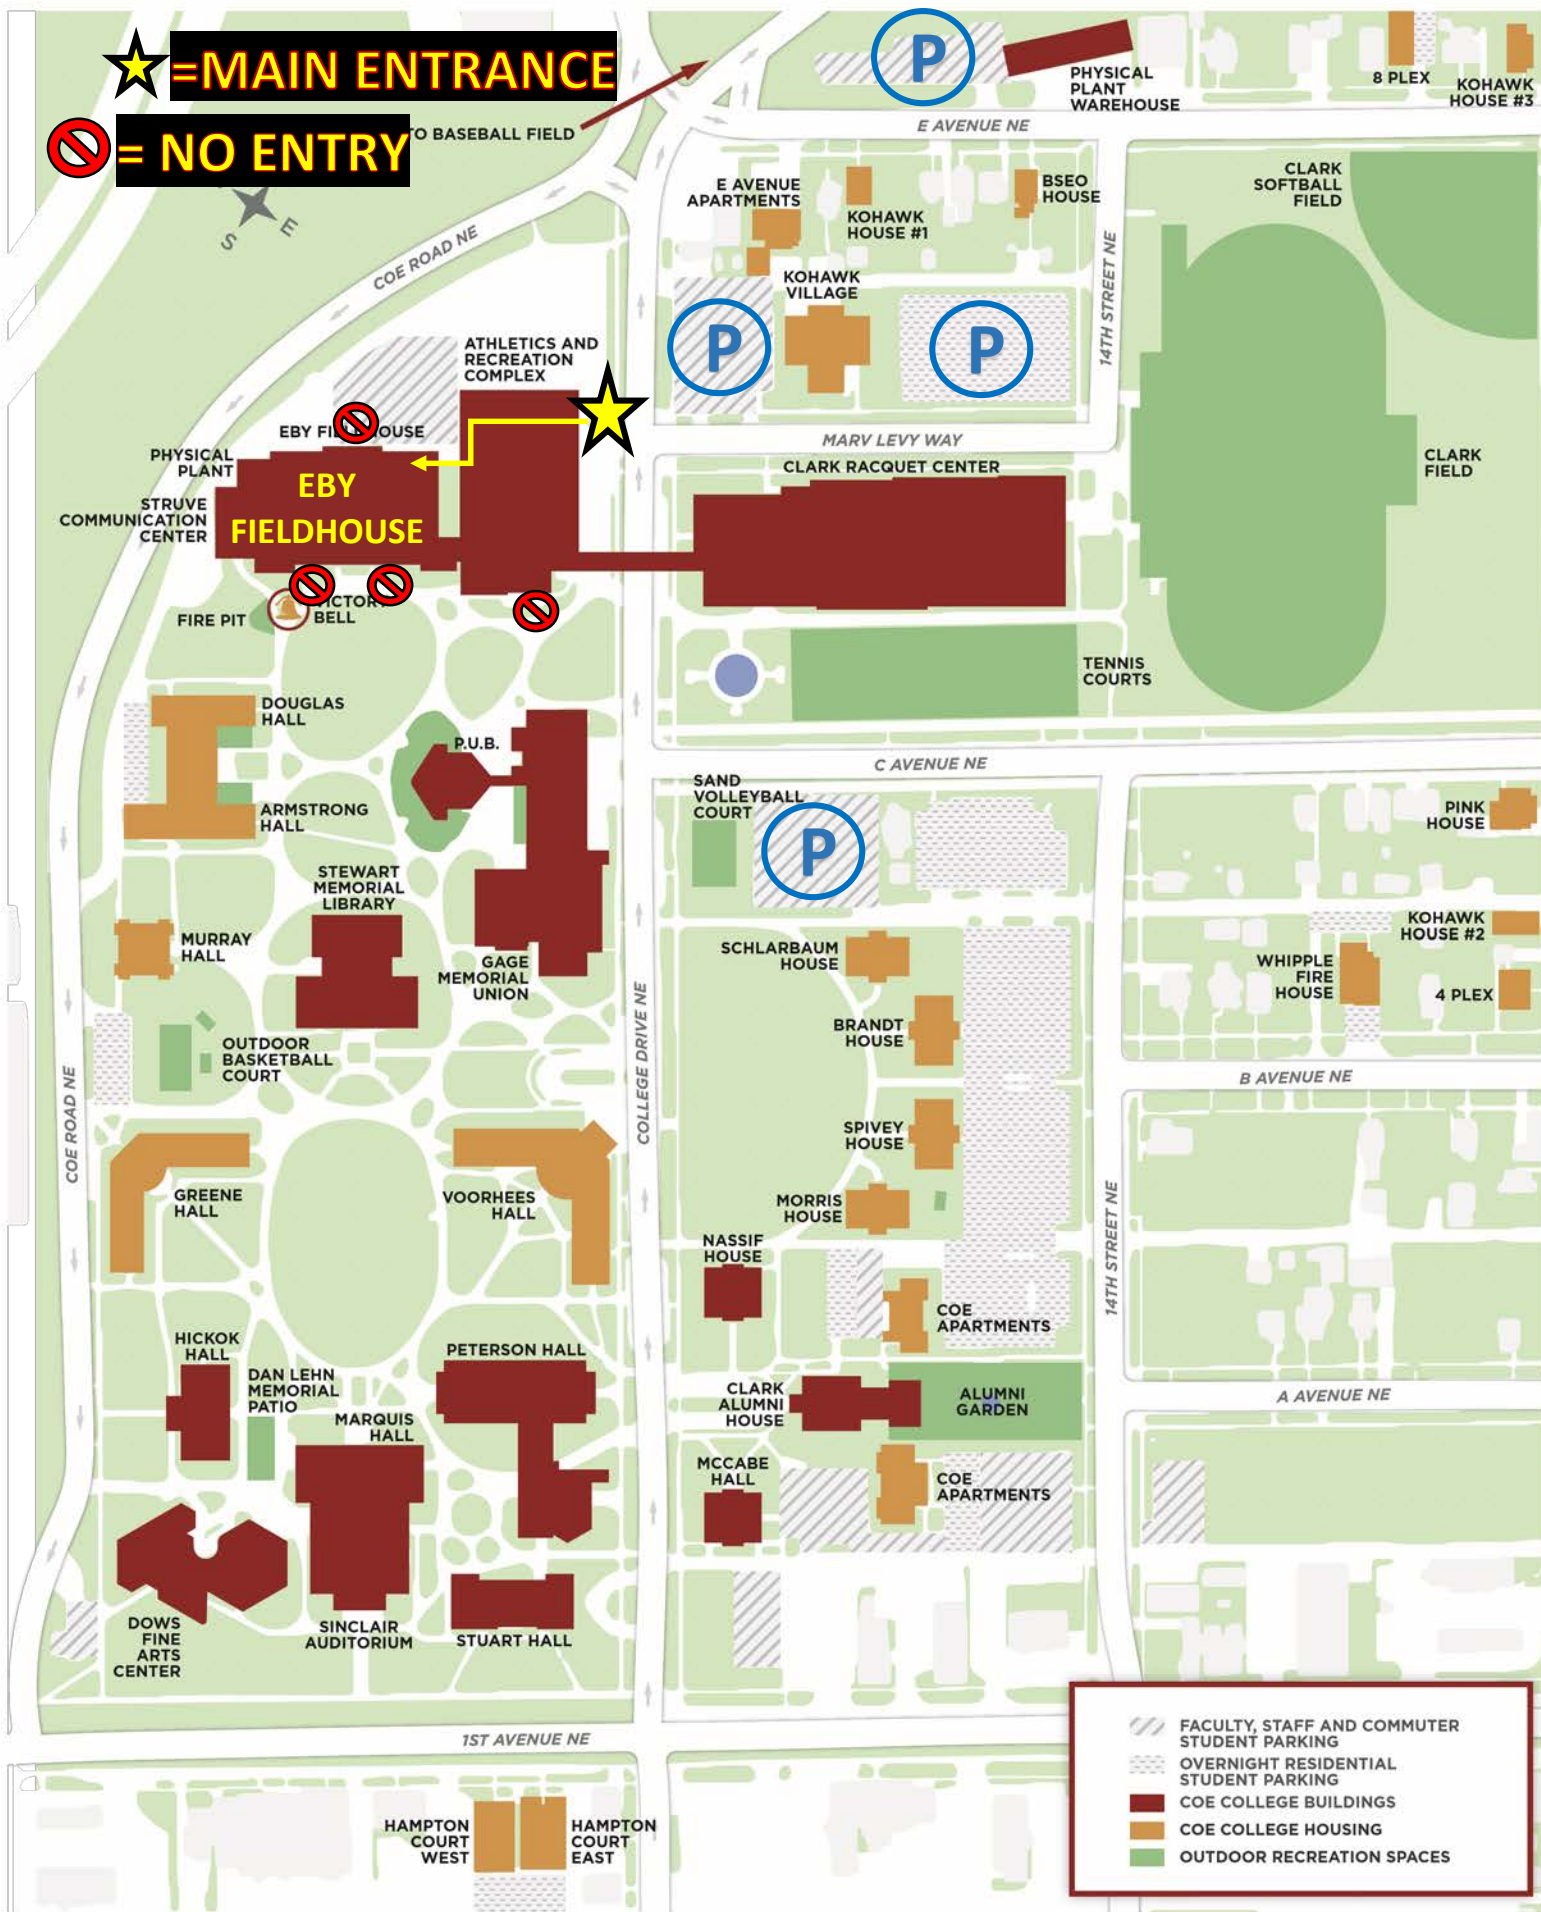 =MAIN ENTRANCE
= NO ENTRY
TO BASEBALL FIELD
S
E
P
PHYSICAL
PLANT
WAREHOUSE
8 PLEX
KOHAWK
HOUSE #3
E AVENUE NE
E AVENUE
APARTMENTS
KOHAWK
HOUSE #1
BSEO
HOUSE
CLARK
SOFTBALL
FIELD
COE ROAD NE
KOHAWK
VILLAGE
P
P
14TH STREET NE
ATHLETICS AND
RECREATION
COMPLEX
MARV LEVY WAY
CLARK RACQUET CENTER
CLARK
FIELD
PHYSICAL
PLANT
STRUVE
COMMUNICATION
CENTER
EBY
FIELDHOUSE
FIRE PIT
BELL
TENNIS
COURTS
DOUGLAS
HALL
P.U.B.
C AVENUE NE
SAND
VOLLEYBALL
COURT
P
PINK
HOUSE
ARMSTRONG
HALL
STEWART
MEMORIAL
LIBRARY
MURRAY
HALL
GAGE
MEMORIAL
UNION
SCHLARBAUM
HOUSE
KOHAWK
HOUSE #2
WHIPPLE
FIRE
HOUSE
4 PLEX
BRANDT
HOUSE
OUTDOOR
BASKETBALL
COURT
COLLEGE DRIVE NE
B AVENUE NE
COE ROAD NE
SPIVEY
HOUSE
GREENE
HALL
VOORHEES
HALL
MORRIS
HOUSE
14TH STREET NE
NASSIF
HOUSE
COE
APARTMENTS
HICKOK
HALL
PETERSON HALL
DAN LEHN
MEMORIAL
PATIO
MARQUIS
HALL
CLARK
ALUMNI
HOUSE
ALUMNI
GARDEN
A AVENUE NE
MCCABE
HALL
COE
APARTMENTS
DOWS
FINE
ARTS
CENTER
SINCLAIR
AUDITORIUM
STUART HALL
1ST AVENUE NE
FACULTY, STAFF AND COMMUTER
STUDENT PARKING
OVERNIGHT RESIDENTIAL
STUDENT PARKING
COE COLLEGE BUILDINGS
COE COLLEGE HOUSING
OUTDOOR RECREATION SPACES
HAMPTON
COURT
WEST
HAMPTON
COURT
EAST